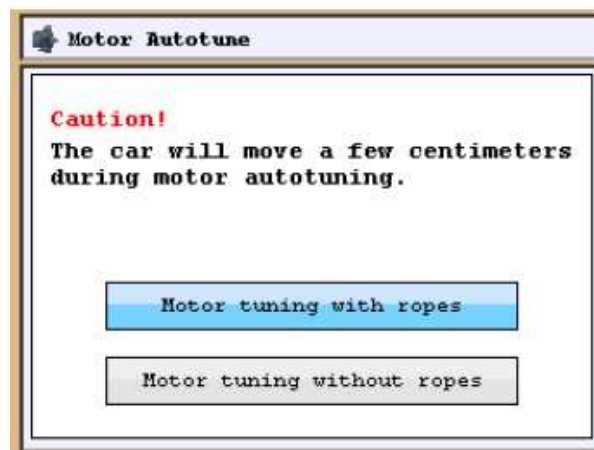 Motor Autotune
Caution!
The car will move a few centimeters
during motor autotuning.
Motor tuning with ropes
Motor tuning without ropes